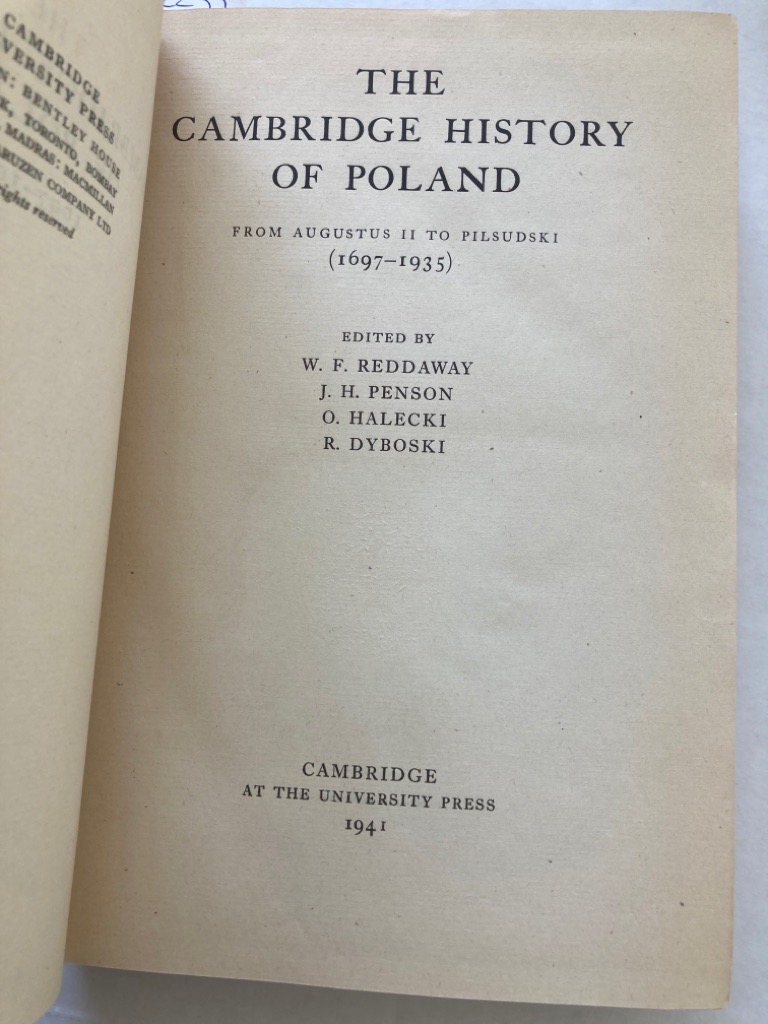 CAMBRIDGE
VERSITY PRESS
N: BENTLEY HOUSE
K, TORONTO, BOMBAY
MADRAS: MACMILLAN
RUZEN COMPANY LTD
rights reserved
THE
CAMBRIDGE HISTORY
OF POLAND
FROM AUGUSTUS II TO PILSUDSKI
(1697–1935)
EDITED BY
W. F. REDDAWAY
J. H. PENSON
O. HALECKI
R. DYBOSKI
CAMBRIDGE
AT THE UNIVERSITY PRESS
1941